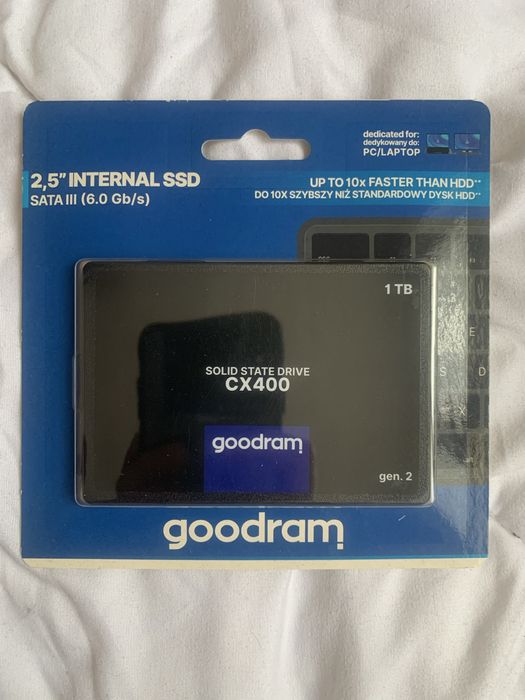 dedicated for:
dedykowany do:
PC/LAPTOP
2,5" INTERNAL SSD
SATA III (6.0 Gb/s)
UP TO 10x FASTER THAN HDD**
DO 10X SZYBSZY NIŻ STANDARDOWY DYSK HDD**
1 TB
E
S D
X
SOLID STATE DRIVE
CX400
goodram
gen. 2
goodram